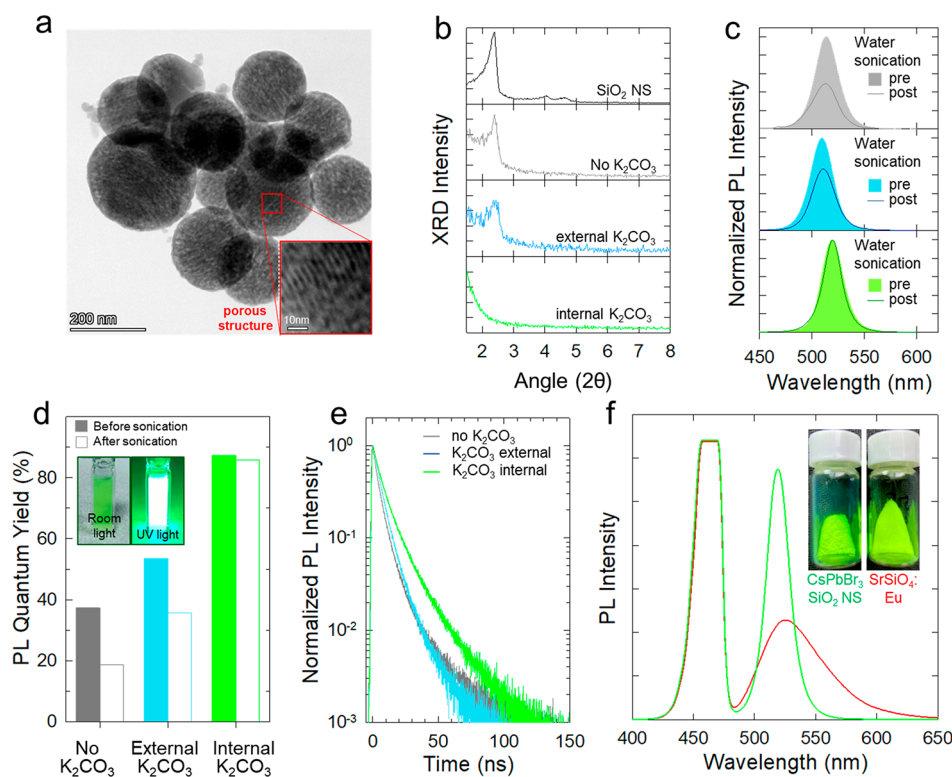 a
200 nm
porous
structure
10nm
b
XRD Intensity
SiO₂ NS
No K₂CO₃
external K₂CO₃
internal K₂CO₃
2 3 4 5 6 7 8
Angle (2θ)
c
Normalized PL Intensity
Water
sonication
pre
post
Water
sonication
pre
post
Water
sonication
pre
post
450 500 550 600
Wavelength (nm)
d
Before sonication
After sonication
Room
light
UV light
PL Quantum Yield (%)
100
80
60
40
20
0
No
K₂CO₃
External
K₂CO₃
Internal
K₂CO₃
e
no K₂CO₃
K₂CO₃ external
K₂CO₃ internal
Normalized PL Intensity
10⁰
10⁻¹
10⁻²
10⁻³
0 50 100 150
Time (ns)
f
PL Intensity
CsPbBr₃
SiO₂ NS
SrSiO₄:
Eu
400 450 500 550 600 650
Wavelength (nm)